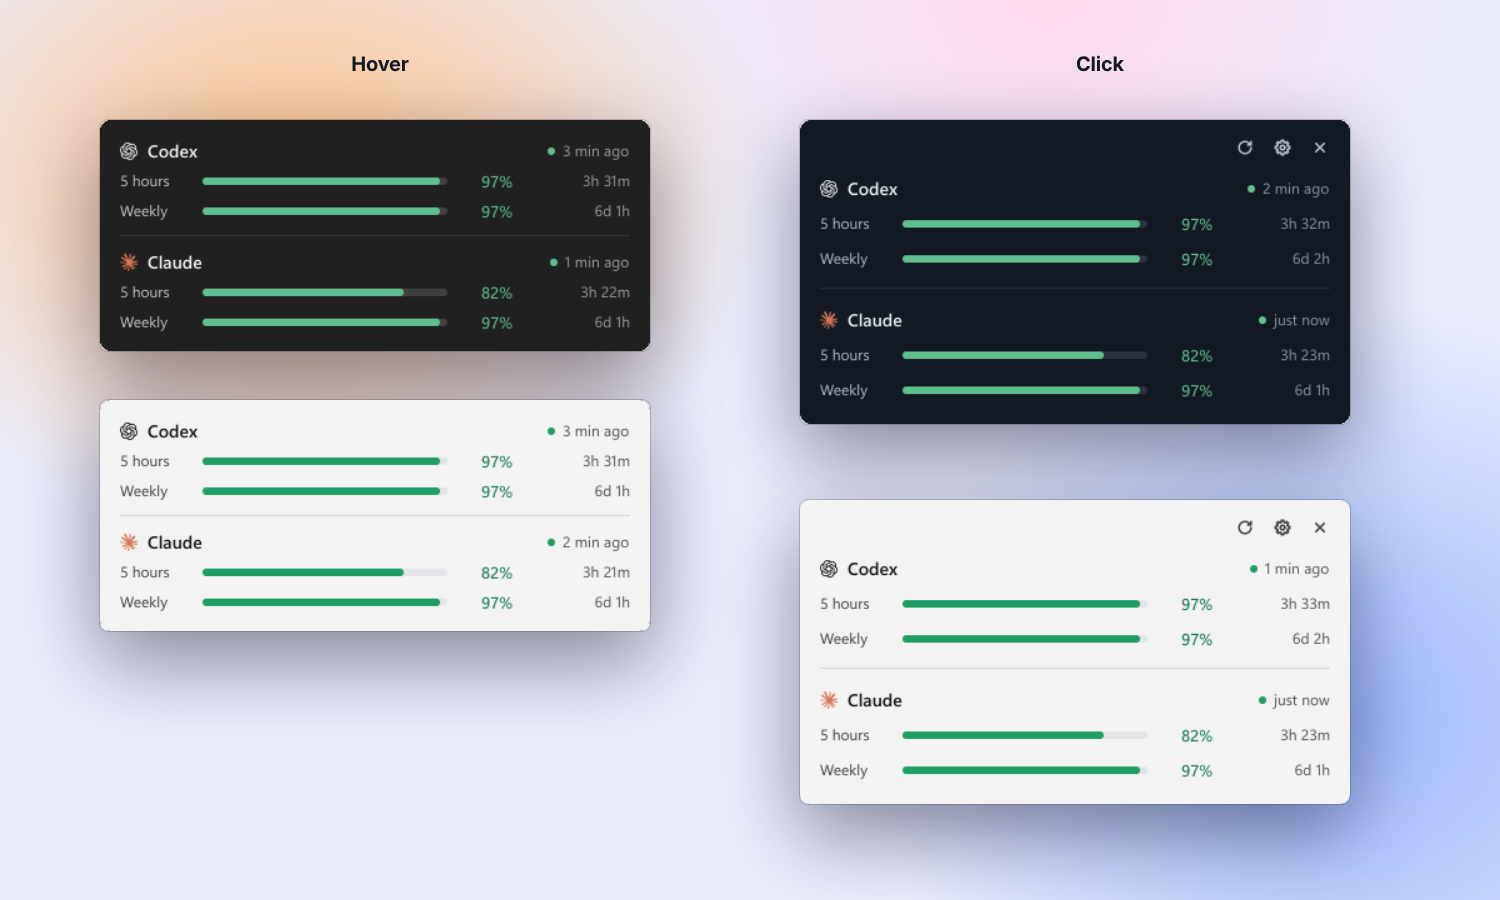 Hover
Codex 3 min ago
5 hours 97% 3h 31m
Weekly 97% 6d 1h
Claude 1 min ago
5 hours 82% 3h 22m
Weekly 97% 6d 1h
Codex 3 min ago
5 hours 97% 3h 31m
Weekly 97% 6d 1h
Claude 2 min ago
5 hours 82% 3h 21m
Weekly 97% 6d 1h
Click
Codex 2 min ago
5 hours 97% 3h 32m
Weekly 97% 6d 2h
Claude just now
5 hours 82% 3h 23m
Weekly 97% 6d 1h
Codex 1 min ago
5 hours 97% 3h 33m
Weekly 97% 6d 2h
Claude just now
5 hours 82% 3h 23m
Weekly 97% 6d 1h